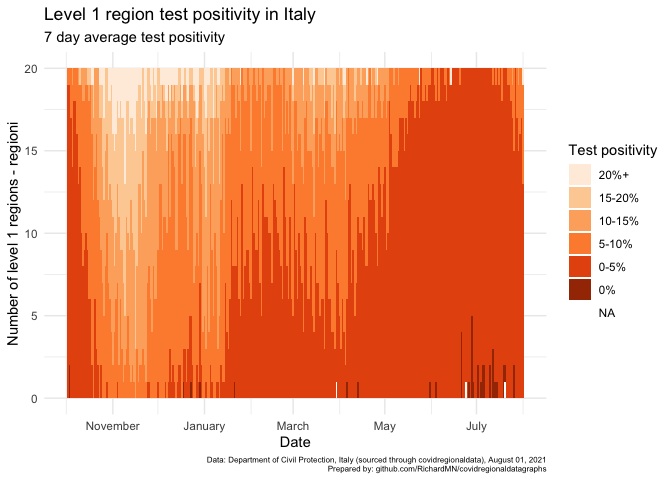 Level 1 region test positivity in Italy
7 day average test positivity
Number of level 1 regions - regioni
20
15
10
5
0
November
January
March
May
July
Date
Test positivity
20%+
15-20%
10-15%
5-10%
0-5%
0%
NA
Data: Department of Civil Protection, Italy (sourced through covidregionaldata), August 01, 2021
Prepared by: github.com/RichardMN/covidregionaldatagraphs